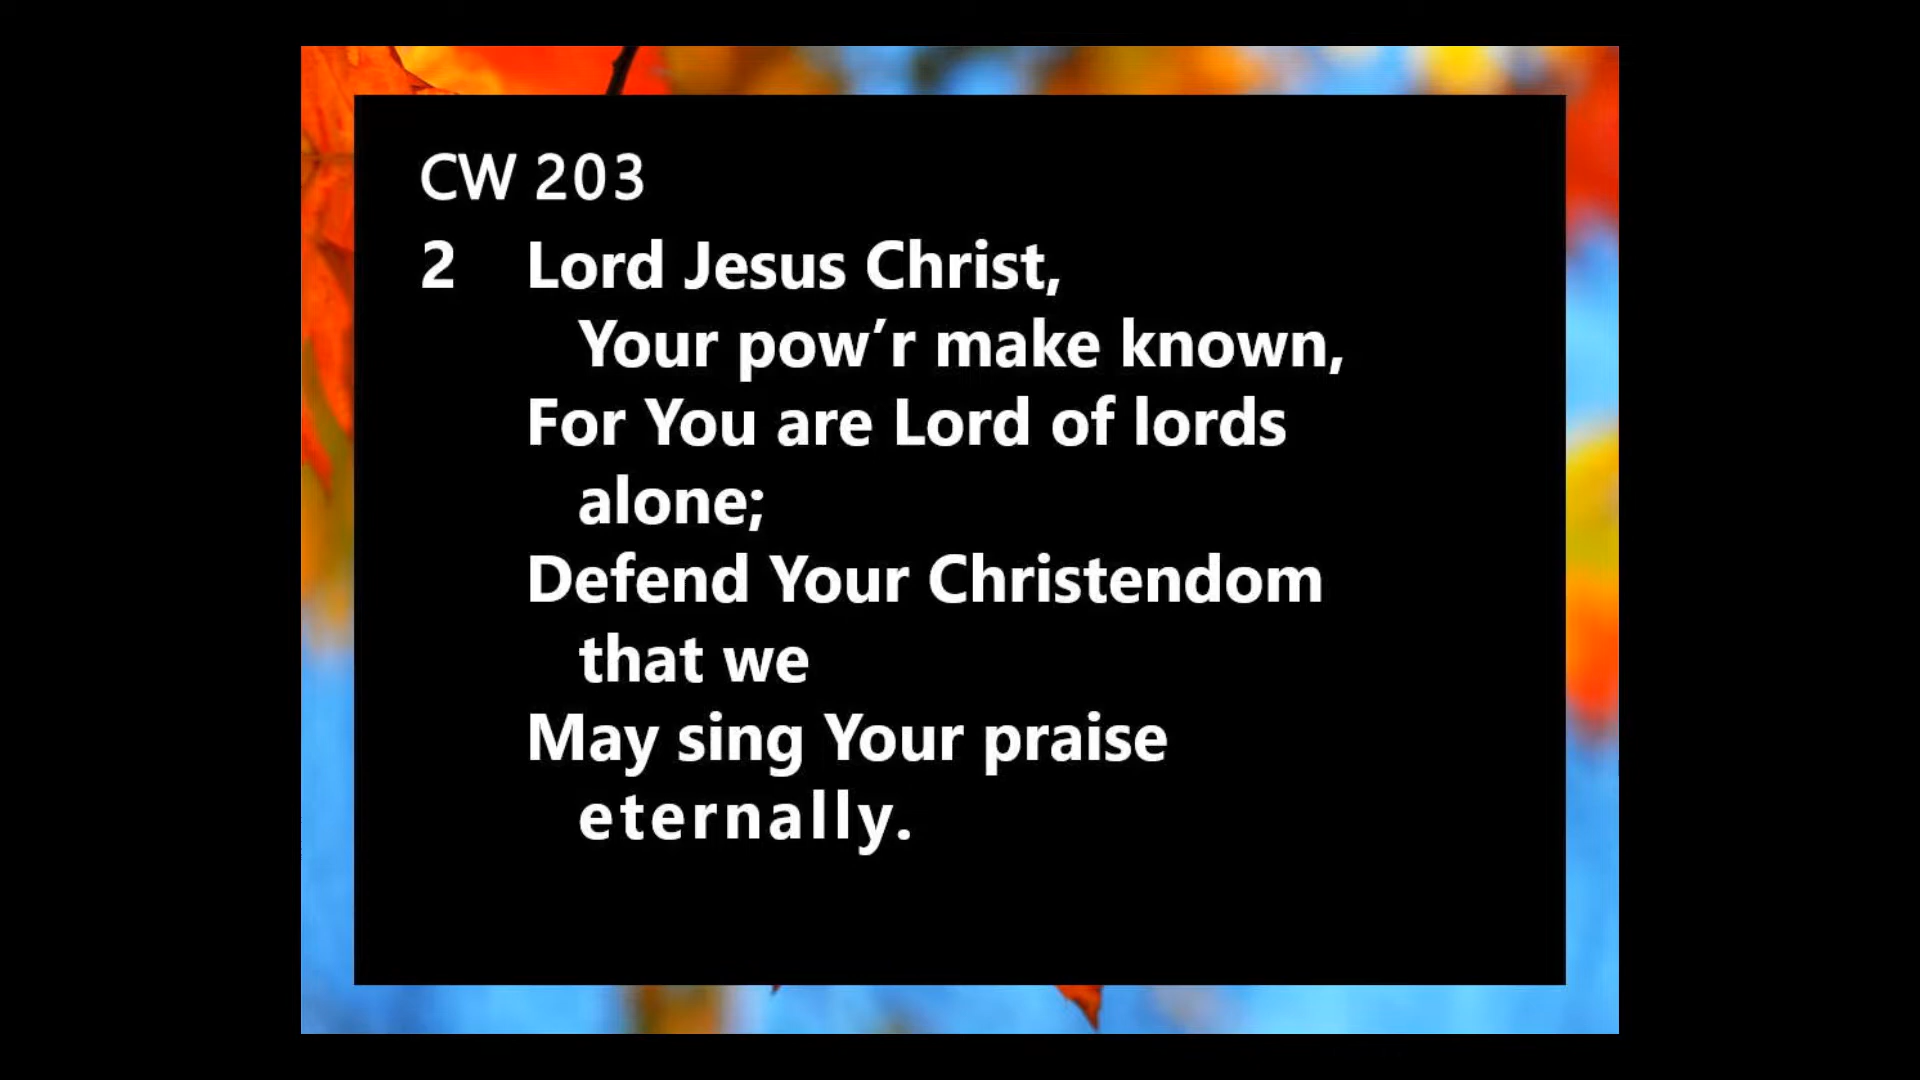 CW 203
2 Lord Jesus Christ,
Your pow’r make known,
For You are Lord of lords
alone;
Defend Your Christendom
that we
May sing Your praise
eternally.